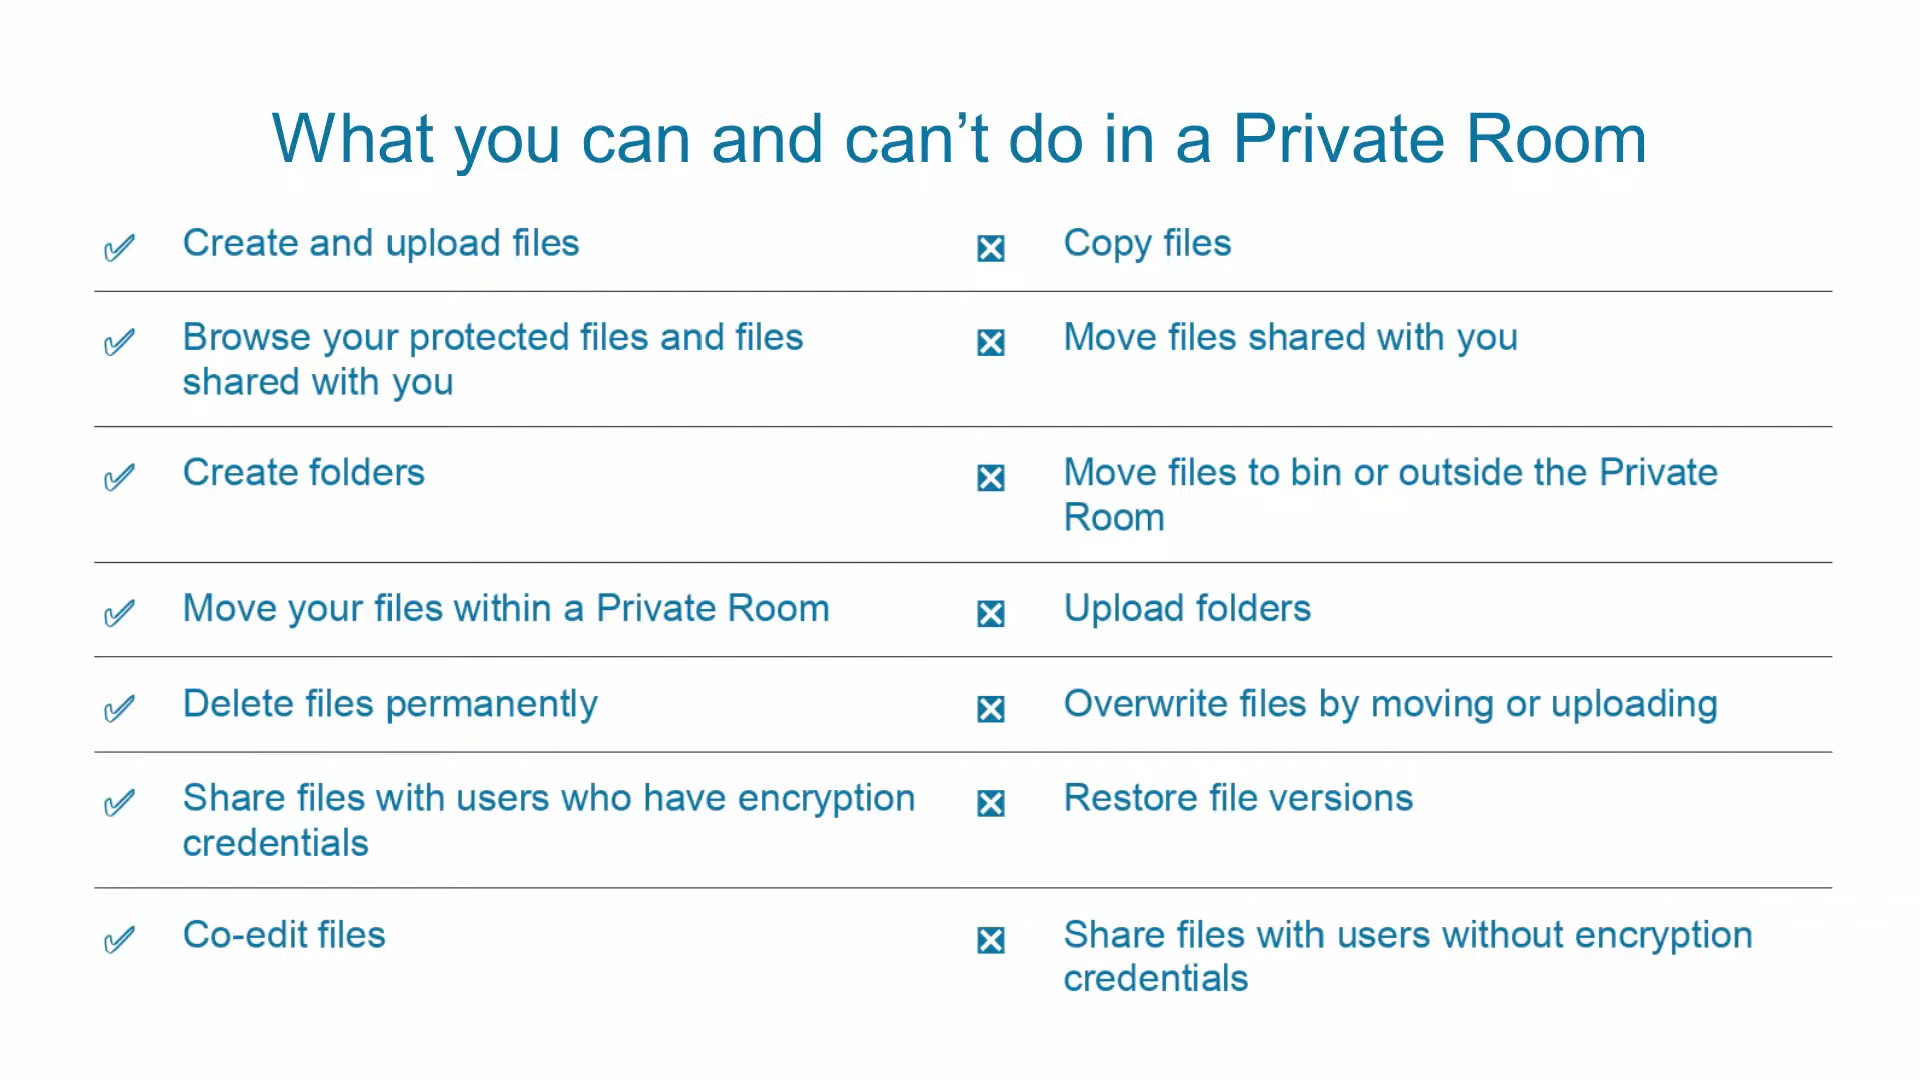 What you can and can’t do in a Private Room
✅ Create and upload files
❎ Copy files
✅ Browse your protected files and files
shared with you
❎ Move files shared with you
✅ Create folders
❎ Move files to bin or outside the Private
Room
✅ Move your files within a Private Room
❎ Upload folders
✅ Delete files permanently
❎ Overwrite files by moving or uploading
✅ Share files with users who have encryption
credentials
❎ Restore file versions
✅ Co-edit files
❎ Share files with users without encryption
credentials